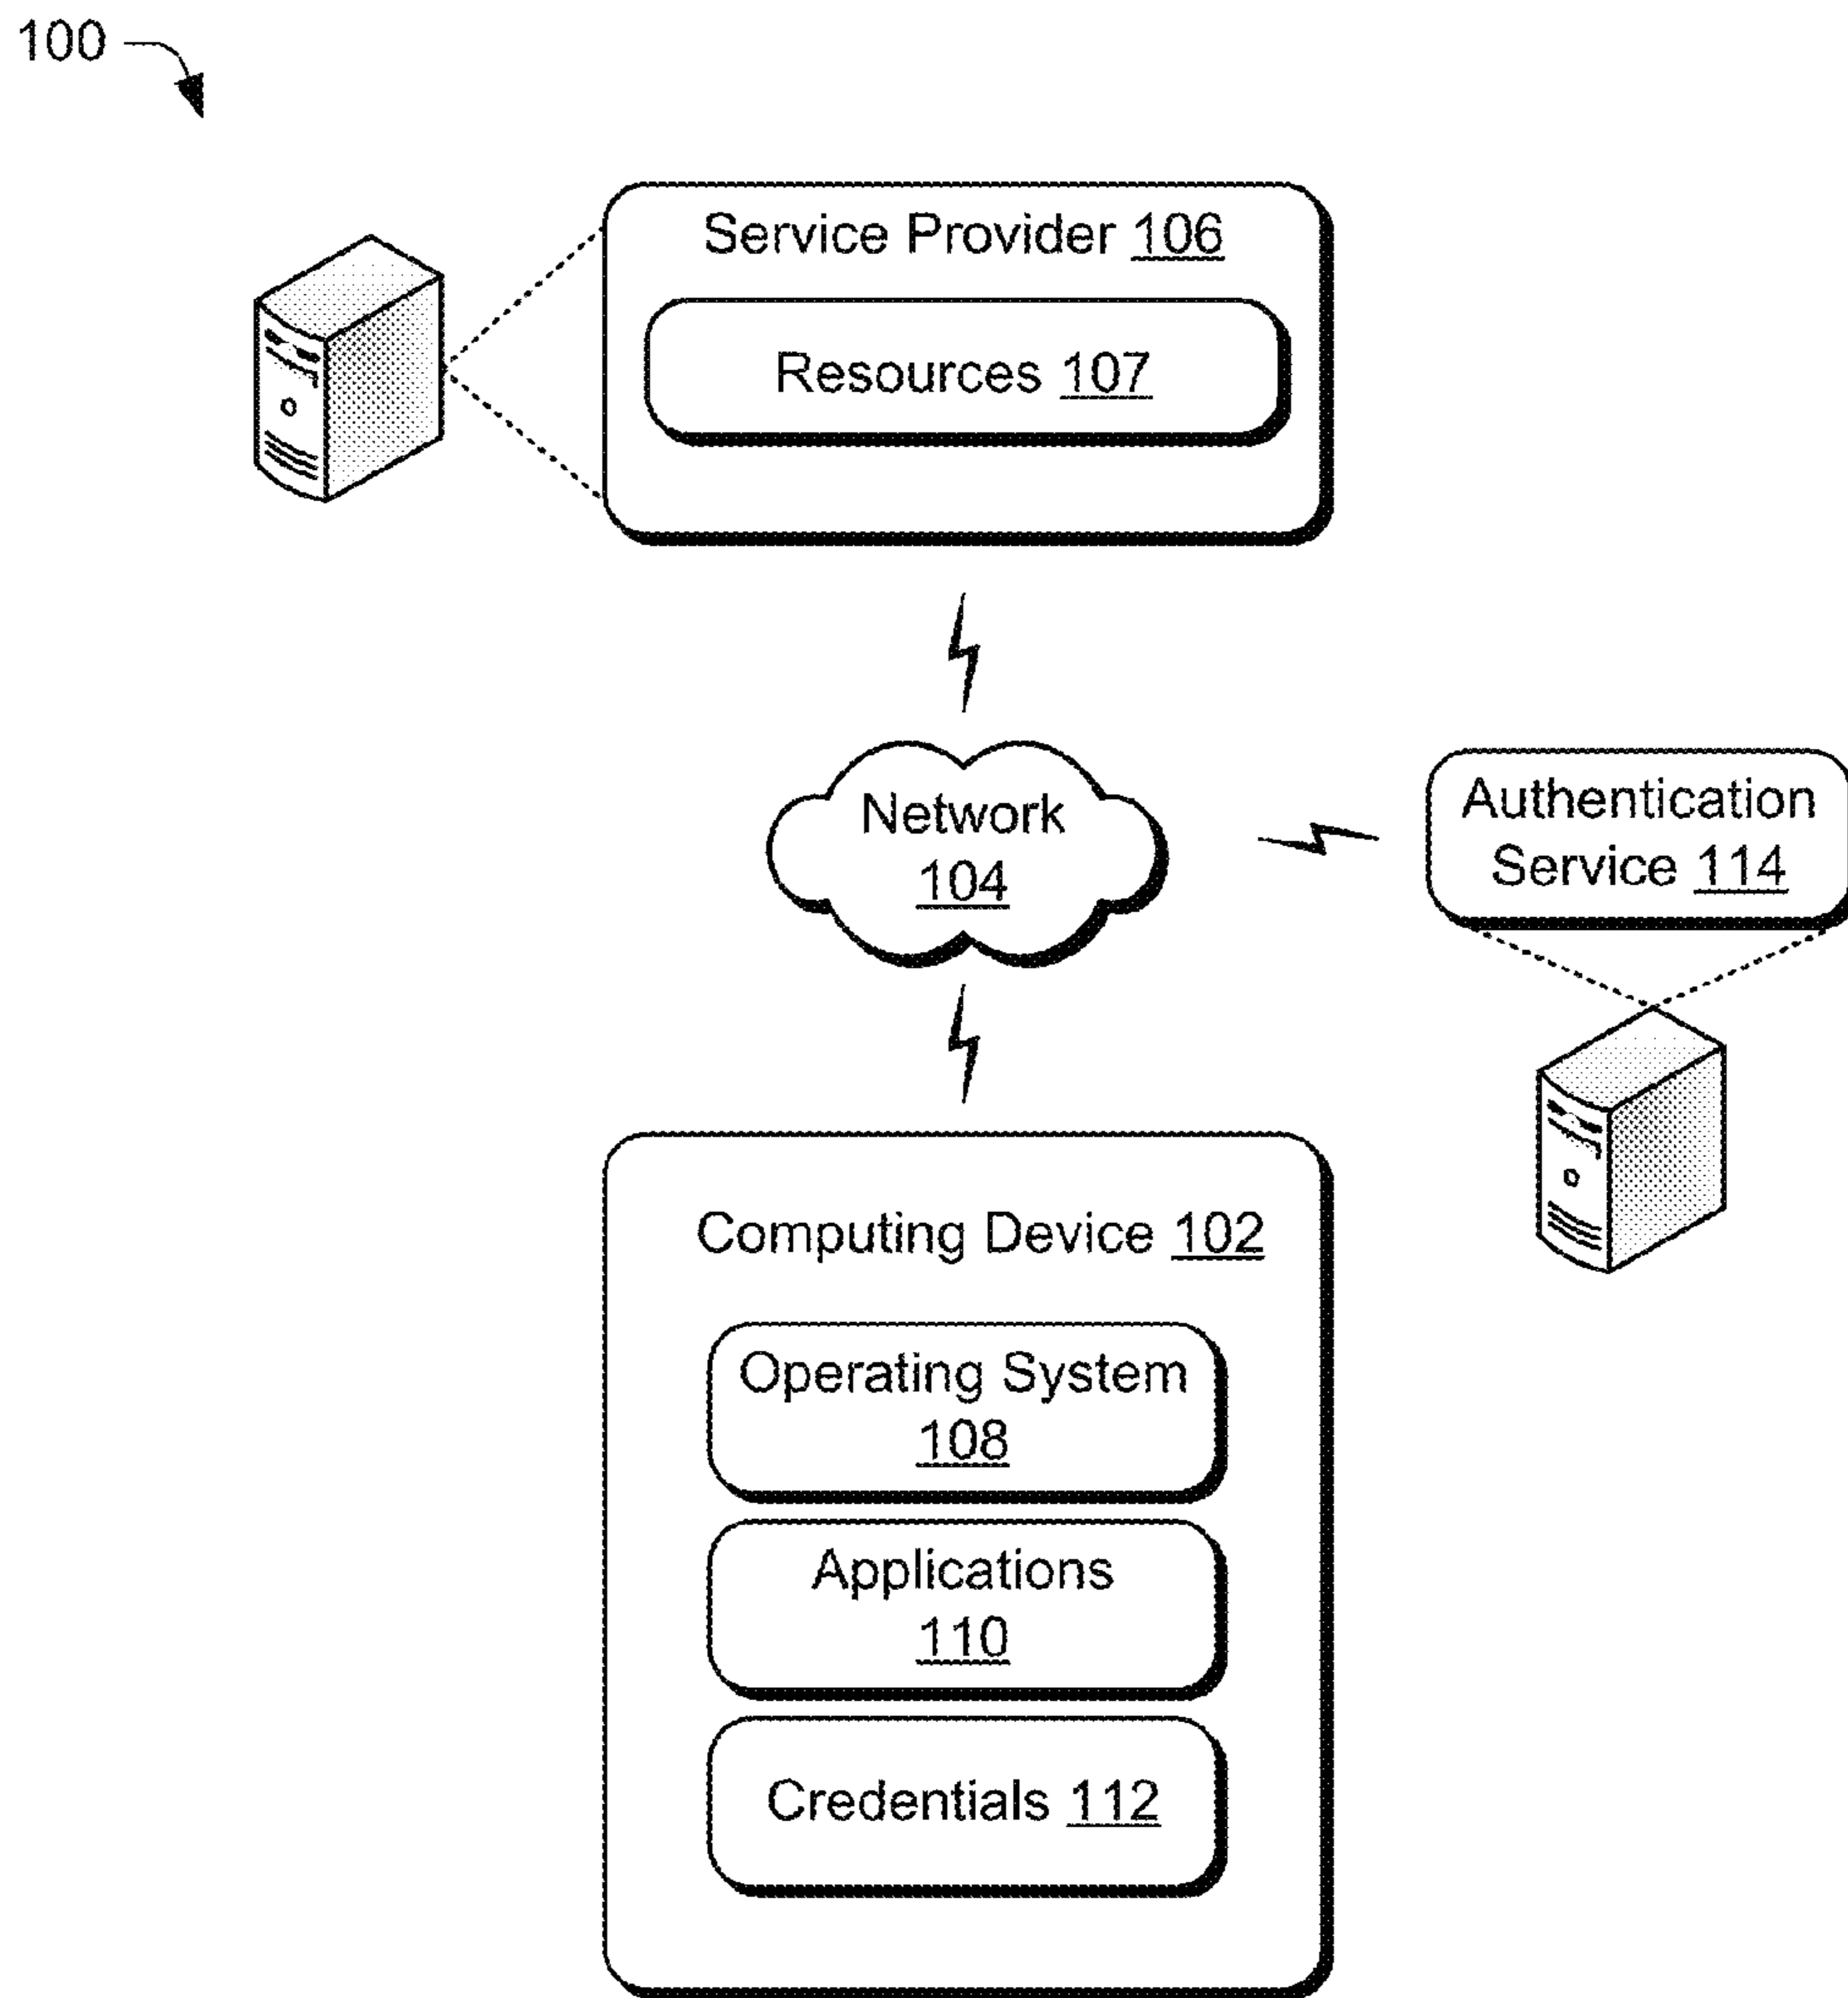 100
Service Provider 106
Resources 107
Network
104
Authentication
Service 114
Computing Device 102
Operating System
108
Applications
110
Credentials 112